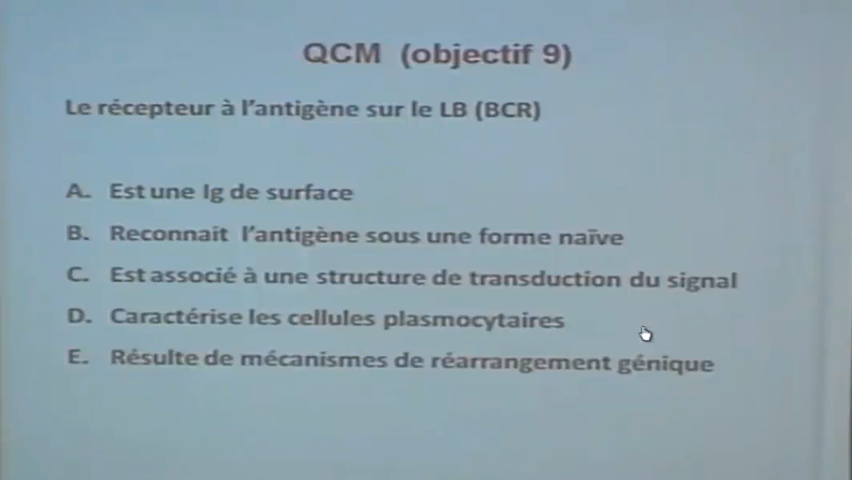 QCM (objectif 9)
Le récepteur à l'antigène sur le LB (BCR)
A. Est une Ig de surface
B. Reconnait l'antigène sous une forme naïve
C. Est associé à une structure de transduction du signal
D. Caractérise les cellules plasmocytaires
E. Résulte de mécanismes de réarrangement génique